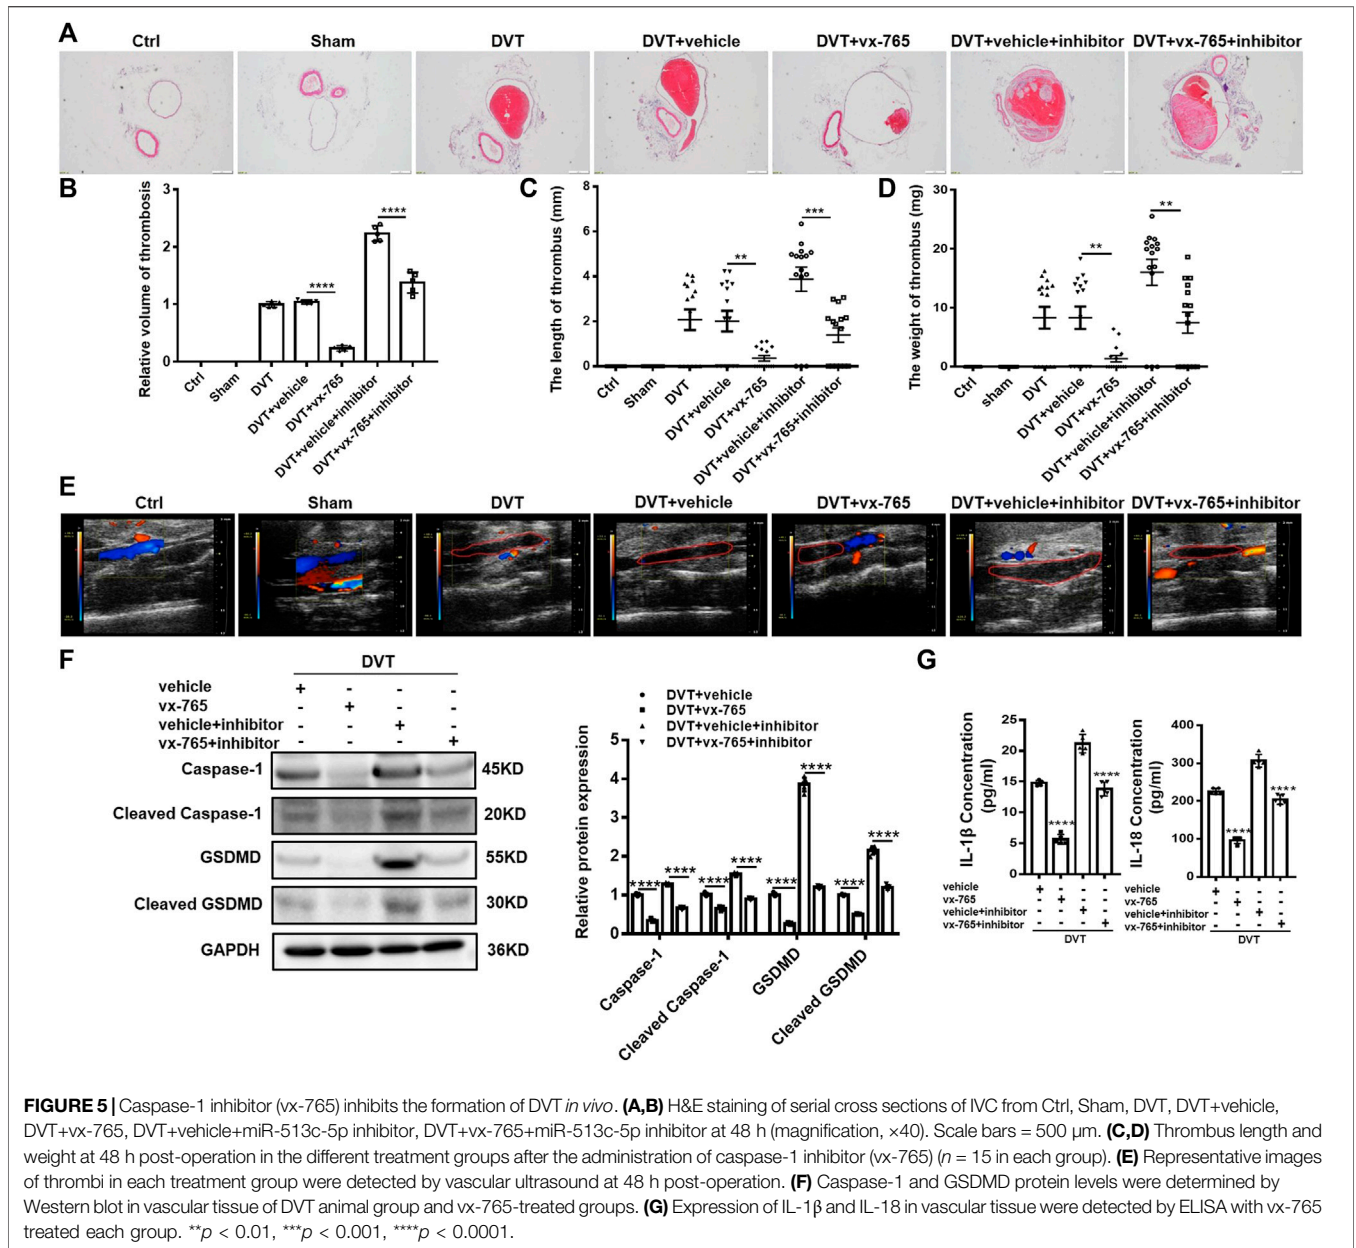 A
Ctrl Sham DVT DVT+vehicle DVT+vx-765 DVT+vehicle+inhibitor DVT+vx-765+inhibitor
B
Relative volume of thrombosis
3
2
1
0
**** ****
Ctrl Sham DVT DVT+vehicle DVT+vx-765 DVT+vehicle+inhibitor DVT+vx-765+inhibitor
C
The length of thrombus (mm)
8
6
4
2
0
** ***
Ctrl Sham DVT DVT+vehicle DVT+vx-765 DVT+vehicle+inhibitor DVT+vx-765+inhibitor
D
The weight of thrombus (mg)
30
20
10
0
** **
Ctrl sham DVT DVT+vehicle DVT+vx-765 DVT+vehicle+inhibitor DVT+vx-765+inhibitor
E
Ctrl Sham DVT DVT+vehicle DVT+vx-765 DVT+vehicle+inhibitor DVT+vx-765+inhibitor
F
DVT
vehicle + - - -
vx-765 - + - -
vehicle+inhibitor - - + -
vx-765+inhibitor - - - +
Caspase-1 45KD
Cleaved Caspase-1 20KD
GSDMD 55KD
Cleaved GSDMD 30KD
GAPDH 36KD
DVT+vehicle
DVT+vx-765
DVT+vehicle+inhibitor
DVT+vx-765+inhibitor
Relative protein expression
5
4
3
2
1
0
**** **** **** **** **** **** **** ****
Caspase-1 Cleaved Caspase-1 GSDMD Cleaved GSDMD
G
IL-1β Concentration
(pg/ml)
25
20
15
10
5
0
**** ****
vehicle + - - -
vx-765 - + - -
vehicle+inhibitor - - + -
vx-765+inhibitor - - - +
DVT
IL-18 Concentration
(pg/ml)
400
300
200
100
0
**** ****
vehicle + - - -
vx-765 - + - -
vehicle+inhibitor - - + -
vx-765+inhibitor - - - +
DVT
FIGURE 5 | Caspase-1 inhibitor (vx-765) inhibits the formation of DVT in vivo. (A,B) H&E staining of serial cross sections of IVC from Ctrl, Sham, DVT, DVT+vehicle,
DVT+vx-765, DVT+vehicle+miR-513c-5p inhibitor, DVT+vx-765+miR-513c-5p inhibitor at 48 h (magnification, ×40). Scale bars = 500 μm. (C,D) Thrombus length and
weight at 48 h post-operation in the different treatment groups after the administration of caspase-1 inhibitor (vx-765) (n = 15 in each group). (E) Representative images
of thrombi in each treatment group were detected by vascular ultrasound at 48 h post-operation. (F) Caspase-1 and GSDMD protein levels were determined by
Western blot in vascular tissue of DVT animal group and vx-765-treated groups. (G) Expression of IL-1β and IL-18 in vascular tissue were detected by ELISA with vx-765
treated each group. **p < 0.01, ***p < 0.001, ****p < 0.0001.